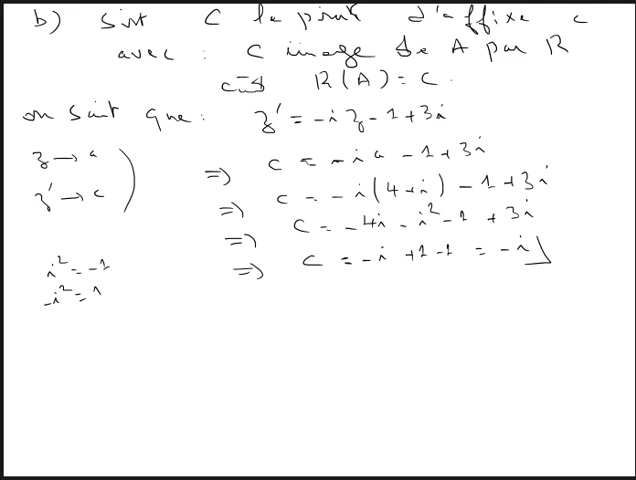 b) Soit C le point d'affixe c
avec : C image de A par R
c-à-d R(A) = C.
on sait que : z' = -iz - 1 + 3i
z → a
z' → c
=> c = -ia - 1 + 3i
=> c = -i(4+i) - 1 + 3i
=> c = -4i - i² - 1 + 3i
=> c = -i + 1 - 1 = -i
i² = -1
-i² = 1